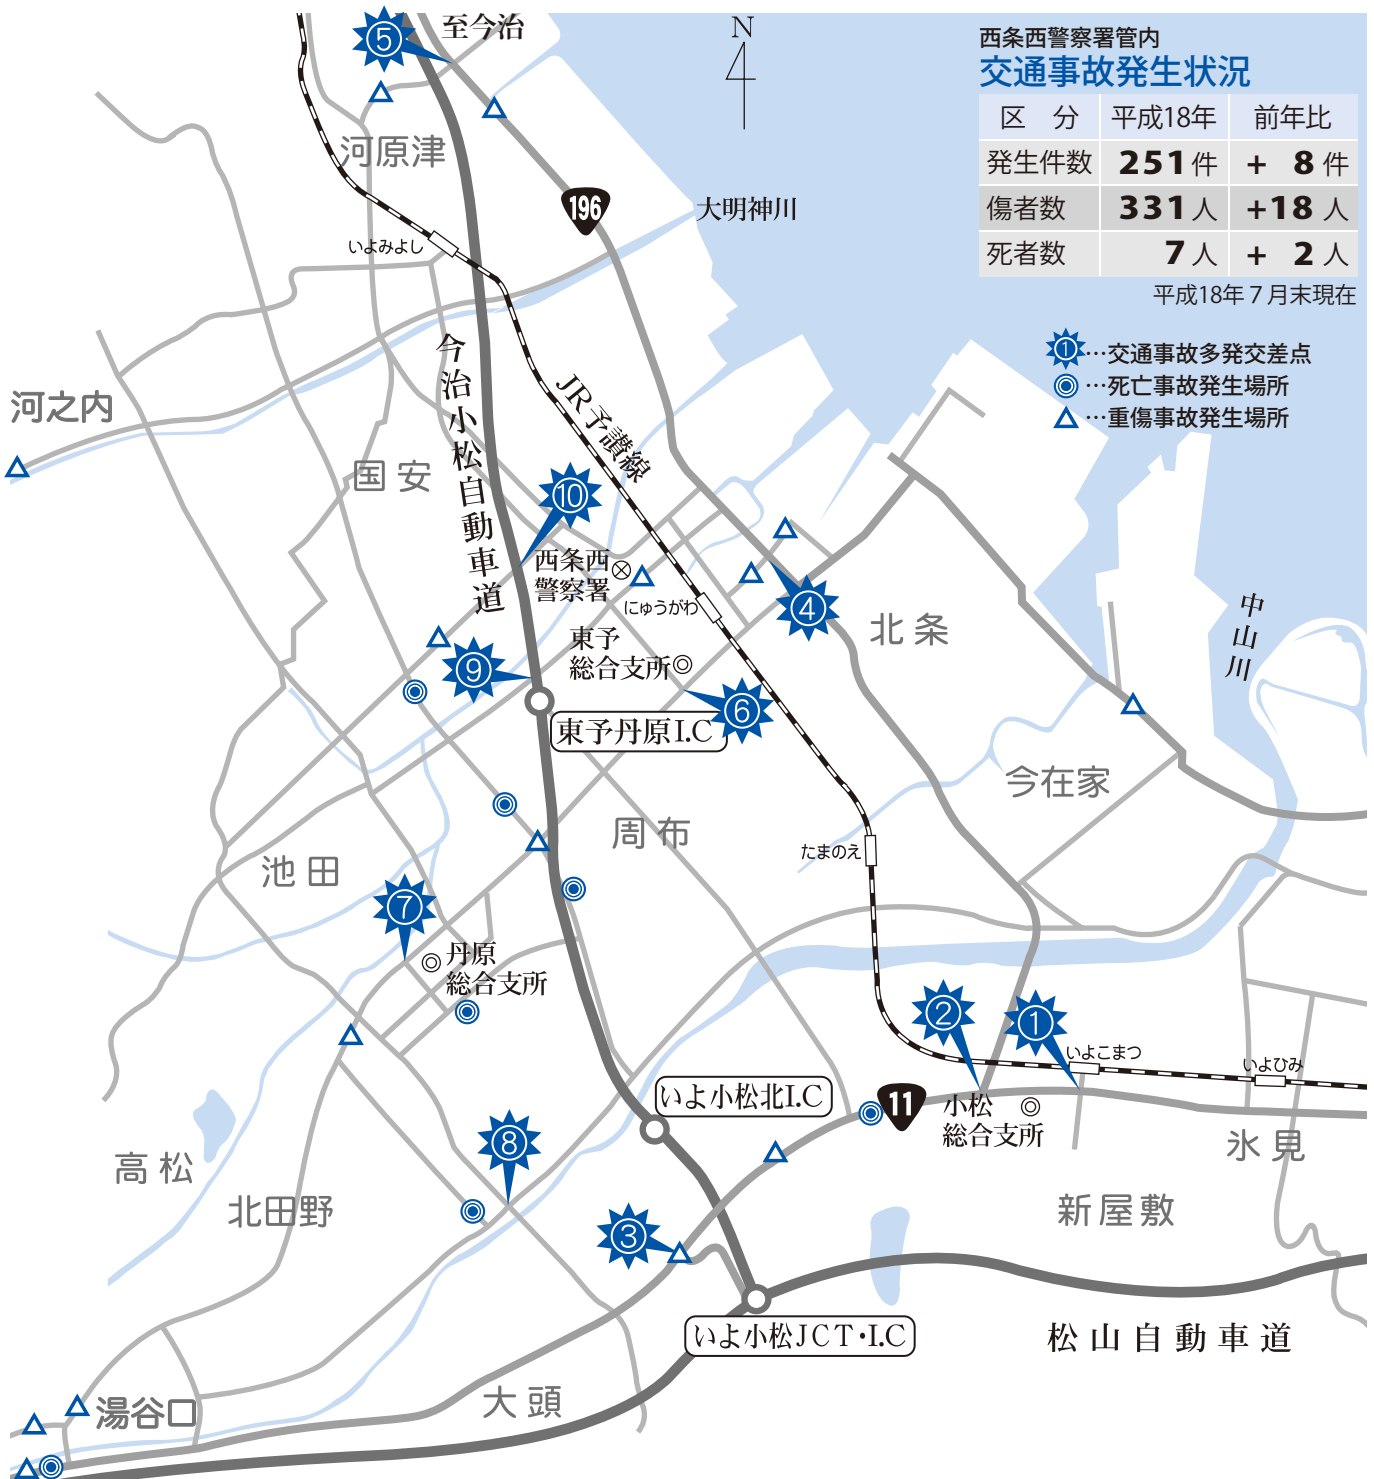 西条西警察署管内
交通事故発生状況
区 分 平成18年 前年比
発生件数 251件 + 8件
傷者数 331人 +18人
死者数 7人 + 2人
平成18年7月末現在
①…交通事故多発交差点
…死亡事故発生場所
…重傷事故発生場所
N
至今治
⑤
河原津
196
大明神川
いよみよし
今治小松自動車道
JR予讃線
河之内
国安
⑩
西条西
警察署
にゅうがわ
④
北条
中山川
東予
総合支所
⑨
⑥
東予丹原I.C
今在家
周布
たまのえ
池田
⑦
丹原
総合支所
②
①
いよこまつ
いよひみ
いよ小松北I.C
11
小松
総合支所
氷見
⑧
高松
北田野
新屋敷
③
いよ小松JCT・I.C
松山自動車道
大頭
湯谷口